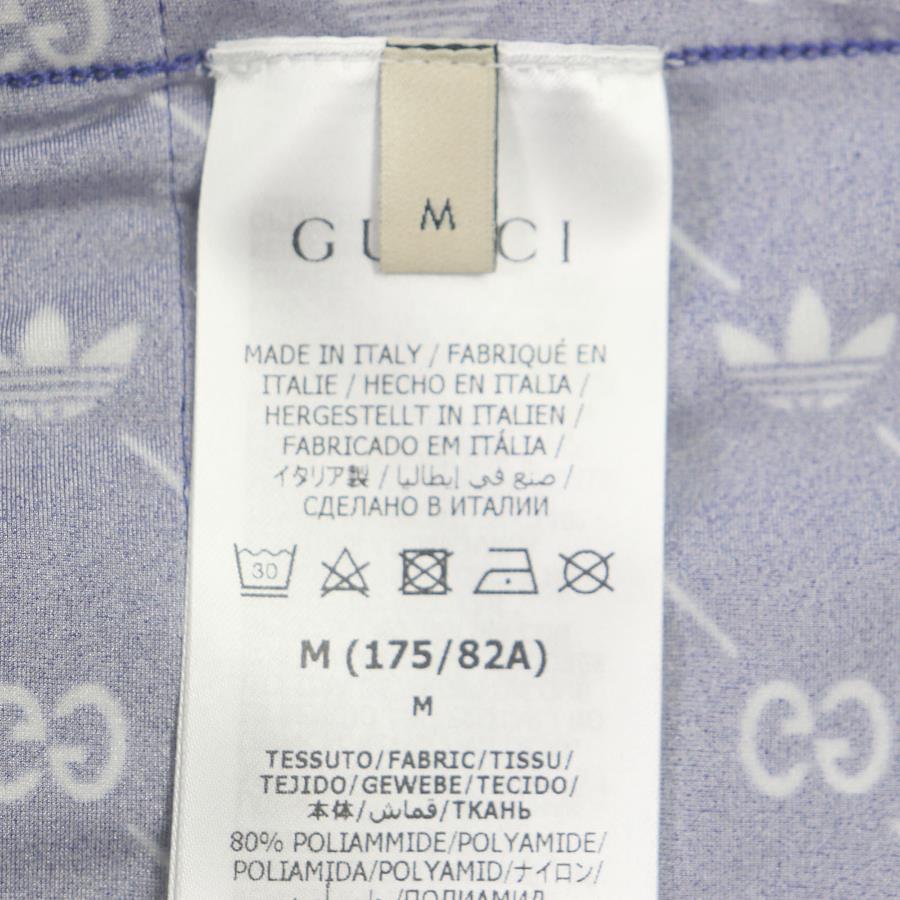 M
GUCCI
MADE IN ITALY / FABRIQUÉ EN
ITALIE / HECHO EN ITALIA /
HERGESTELLT IN ITALIEN /
FABRICADO EM ITÁLIA /
イタリア製 / صنع في إيطاليا /
СДЕЛАНО В ИТАЛИИ
30
M (175/82A)
M
TESSUTO/FABRIC/TISSU/
TEJIDO/GEWEBE/TECIDO/
本体/قماش/ТКАНЬ
80% POLIAMMIDE/POLYAMIDE/
POLIAMIDA/POLYAMID/ナイロン/
/ПОЛИАМИД